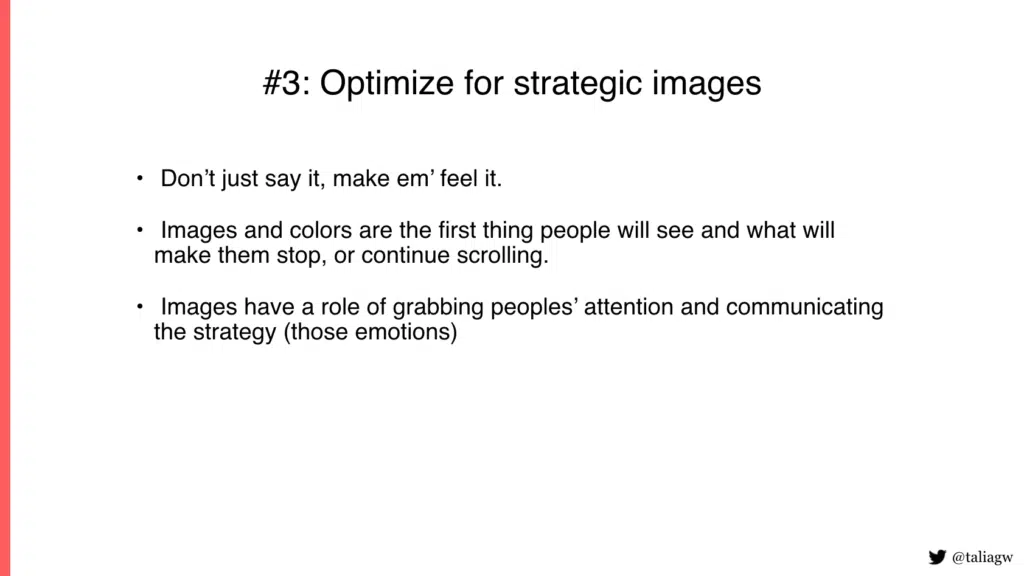 #3: Optimize for strategic images
• Don’t just say it, make em’ feel it.
• Images and colors are the first thing people will see and what will
make them stop, or continue scrolling.
• Images have a role of grabbing peoples’ attention and communicating
the strategy (those emotions)
@taliagw